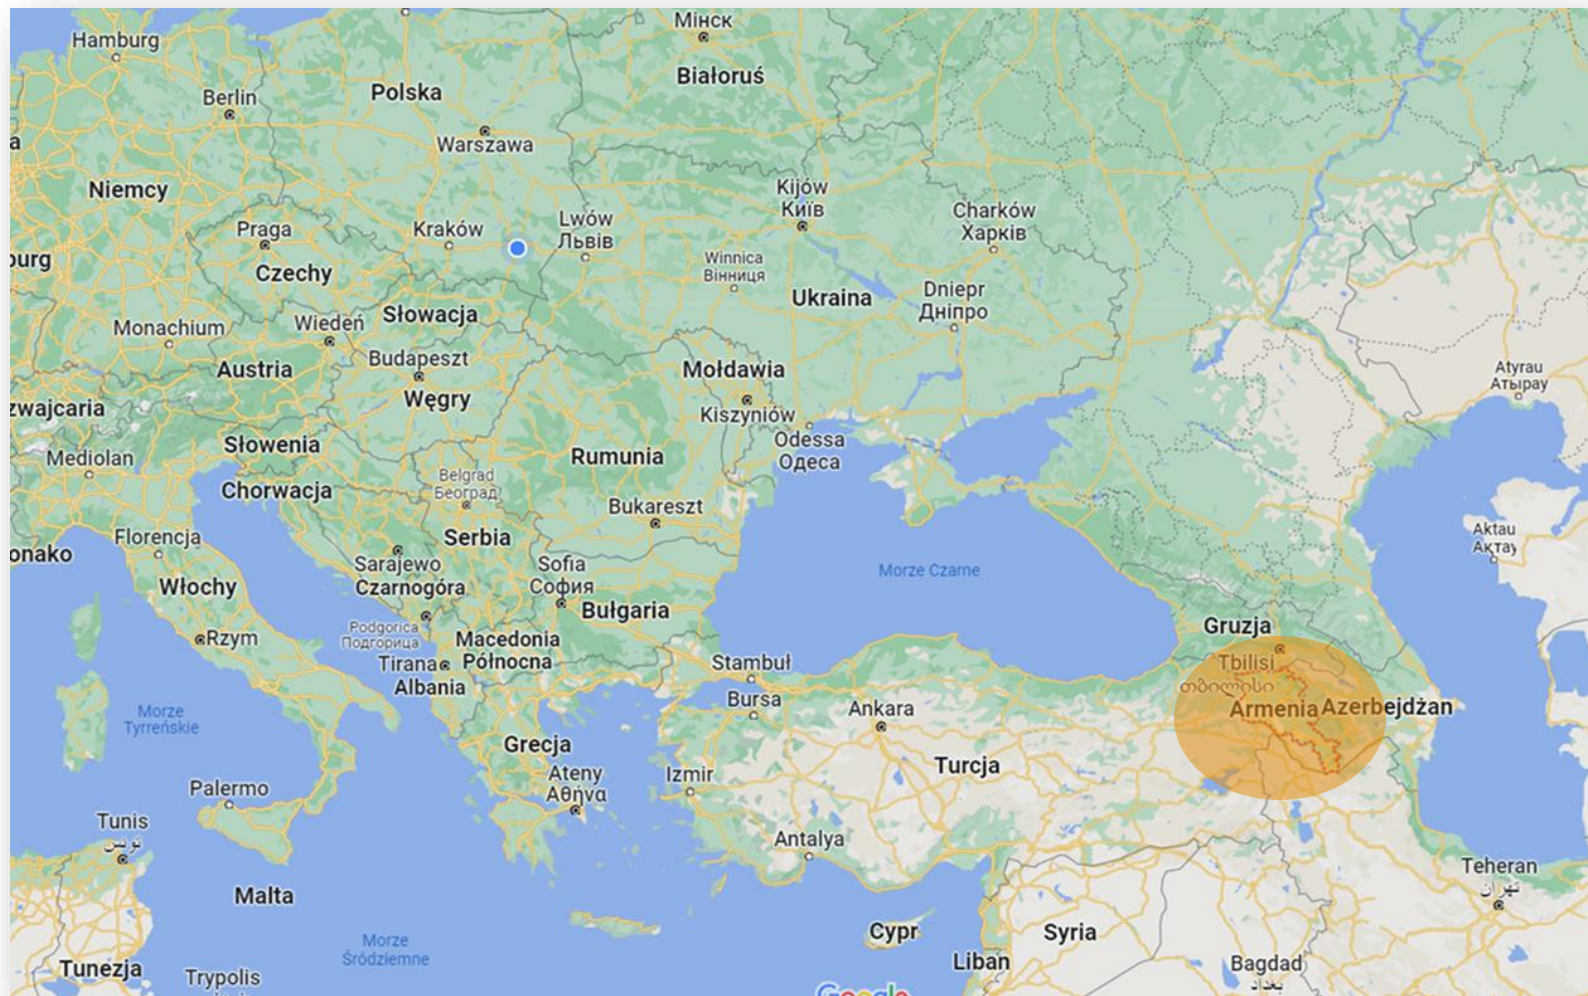 Мінск
Hamburg
Białoruś
Polska
Berlin
Warszawa
a
Niemcy
Kijów
Київ
Lwów
Львів
Charków
Харків
Praga
Kraków
burg
Winnica
Вінниця
Czechy
Dniepr
Дніпро
Ukraina
Słowacja
Monachium
Wiedeń
Budapeszt
Austria
Mołdawia
Atyrau
Атырау
Węgry
zwajcaria
Kiszyniów
Słowenia
Odessa
Одеса
Mediolan
Rumunia
Belgrad
Београд
Chorwacja
Bukareszt
Florencja
Serbia
Aktau
Ақтау
onako
Sarajewo
Sofia
София
Morze Czarne
Włochy
Czarnogóra
Bułgaria
Podgorica
Подгорица
Gruzja
Rzym
Macedonia
Północna
Tirana
Stambuł
Tbilisi
თბილისი
Albania
Bursa
Ankara
Armenia
Azerbejdżan
Morze
Tyrreńskie
Grecja
Turcja
Ateny
Αθήνα
Izmir
Palermo
Tunis
تونس
Antalya
Teheran
تهران
Malta
Cypr
Syria
Morze
Śródziemne
Liban
Bagdad
بغداد
Tunezja
Trypolis
Google